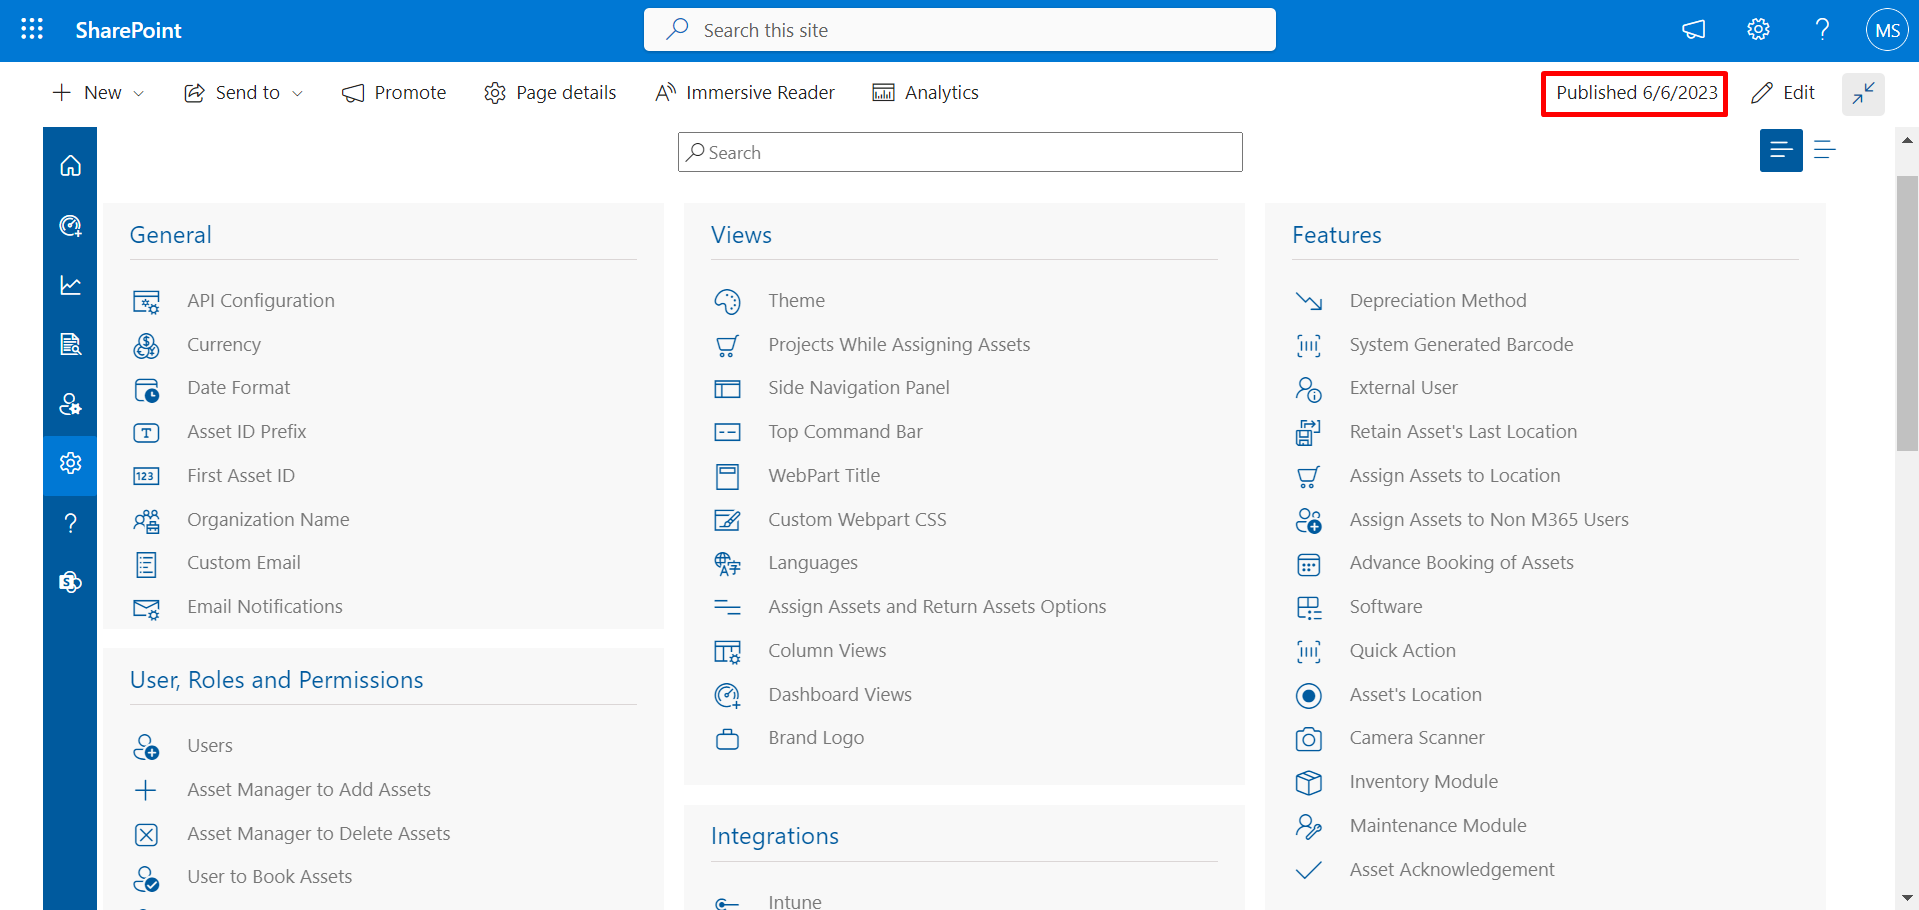 SharePoint
Search this site
MS
New
Send to
Promote
Page details
Immersive Reader
Analytics
Published 6/6/2023
Edit
Search
General
API Configuration
Currency
Date Format
Asset ID Prefix
First Asset ID
Organization Name
Custom Email
Email Notifications
User, Roles and Permissions
Users
Asset Manager to Add Assets
Asset Manager to Delete Assets
User to Book Assets
Views
Theme
Projects While Assigning Assets
Side Navigation Panel
Top Command Bar
WebPart Title
Custom Webpart CSS
Languages
Assign Assets and Return Assets Options
Column Views
Dashboard Views
Brand Logo
Integrations
Intune
Features
Depreciation Method
System Generated Barcode
External User
Retain Asset's Last Location
Assign Assets to Location
Assign Assets to Non M365 Users
Advance Booking of Assets
Software
Quick Action
Asset's Location
Camera Scanner
Inventory Module
Maintenance Module
Asset Acknowledgement